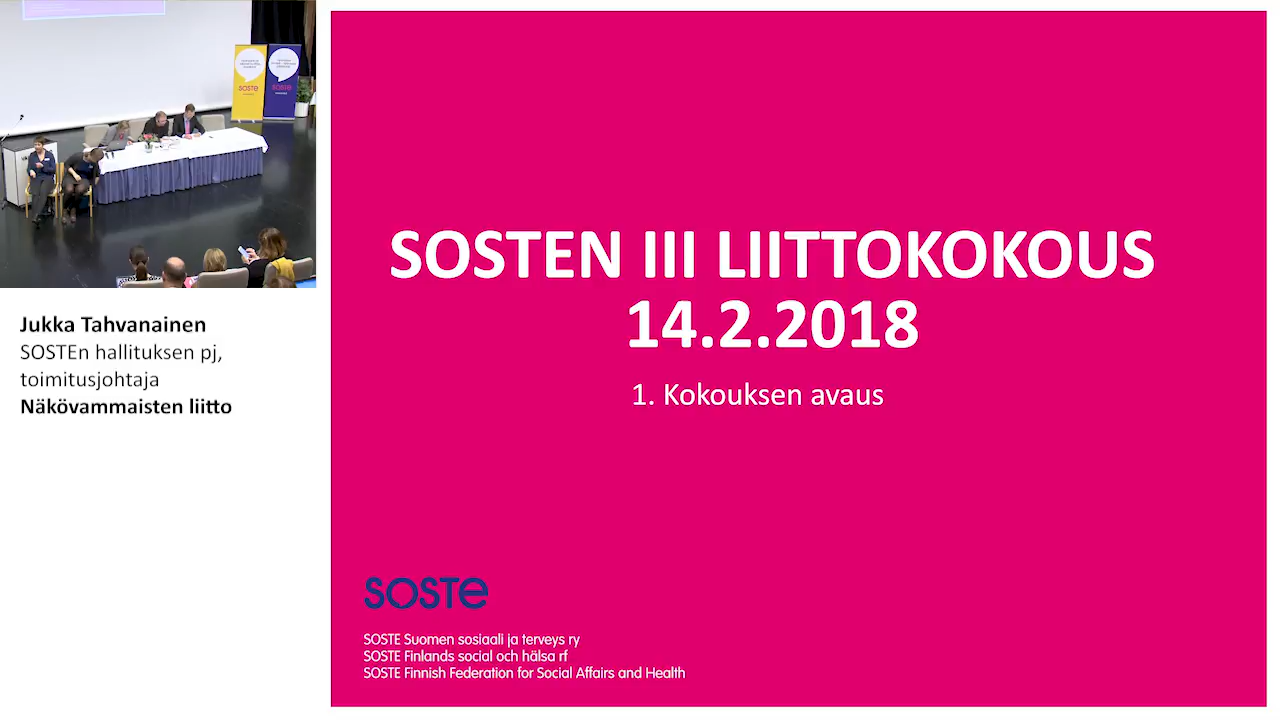 soste
soste
Jukka Tahvanainen
SOSTEn hallituksen pj,
toimitusjohtaja
Näkövammaisten liitto
SOSTEN III LIITTOKOKOUS
14.2.2018
1. Kokouksen avaus
soste
SOSTE Suomen sosiaali ja terveys ry
SOSTE Finlands social och hälsa rf
SOSTE Finnish Federation for Social Affairs and Health